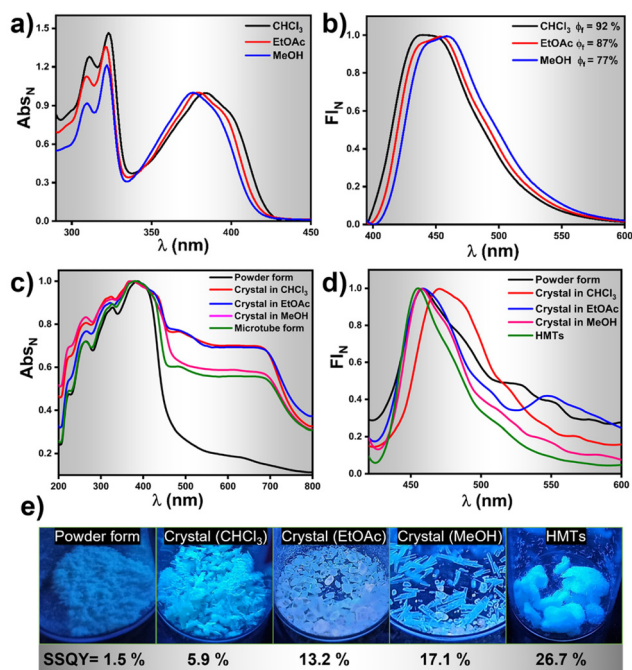 a)
CHCl₃
EtOAc
MeOH
Abs_N
1.5
1.2
0.9
0.6
0.3
0.0
300 350 400 450
λ (nm)
b)
CHCl₃ ϕ_f = 92 %
EtOAc ϕ_f = 87%
MeOH ϕ_f = 77%
Fl_N
1.0
0.8
0.6
0.4
0.2
0.0
400 450 500 550 600
λ (nm)
c)
Powder form
Crystal in CHCl₃
Crystal in EtOAc
Crystal in MeOH
Microtube form
Abs_N
1.0
0.8
0.6
0.4
0.2
200 300 400 500 600 700 800
λ (nm)
d)
Powder form
Crystal in CHCl₃
Crystal in EtOAc
Crystal in MeOH
HMTs
Fl_N
1.0
0.8
0.6
0.4
0.2
0.0
450 500 550 600
λ (nm)
e)
Powder form Crystal (CHCl₃) Crystal (EtOAc) Crystal (MeOH) HMTs
SSQY= 1.5 % 5.9 % 13.2 % 17.1 % 26.7 %